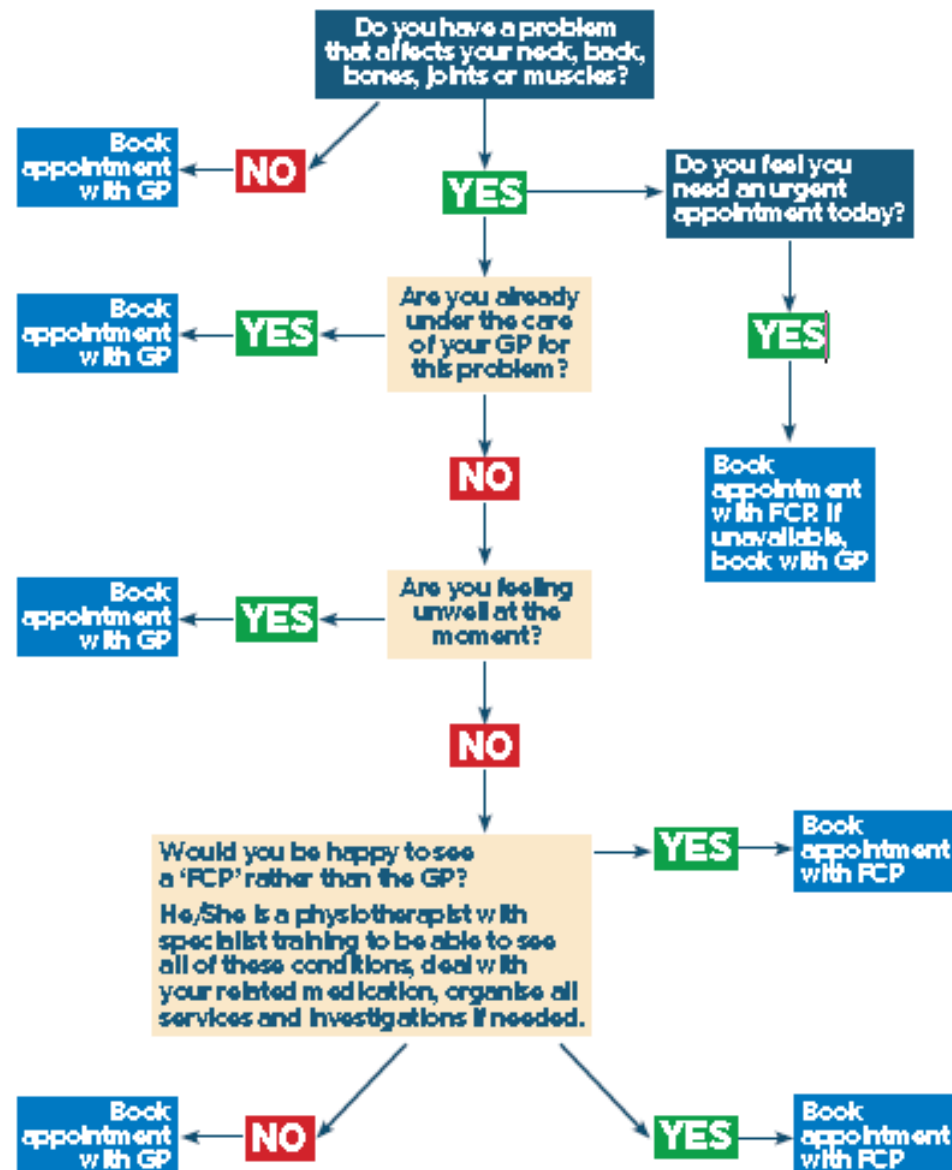 Do you have a problem
that affects your neck, back,
bones, joints or muscles?
Book
appointment
with GP
NO
YES
Do you feel you
need an urgent
appointment today?
Book
appointment
with GP
YES
Are you already
under the care
of your GP for
this problem?
YES
NO
Book
appointment
with FCP. If
unavailable,
book with GP
Book
appointment
with GP
YES
Are you feeling
unwell at the
moment?
NO
Would you be happy to see
a ‘FCP’ rather than the GP?
He/She is a physiotherapist with
specialist training to be able to see
all of these conditions, deal with
your related medication, organise all
services and investigations if needed.
YES
Book
appointment
with FCP
Book
appointment
with GP
NO
YES
Book
appointment
with FCP